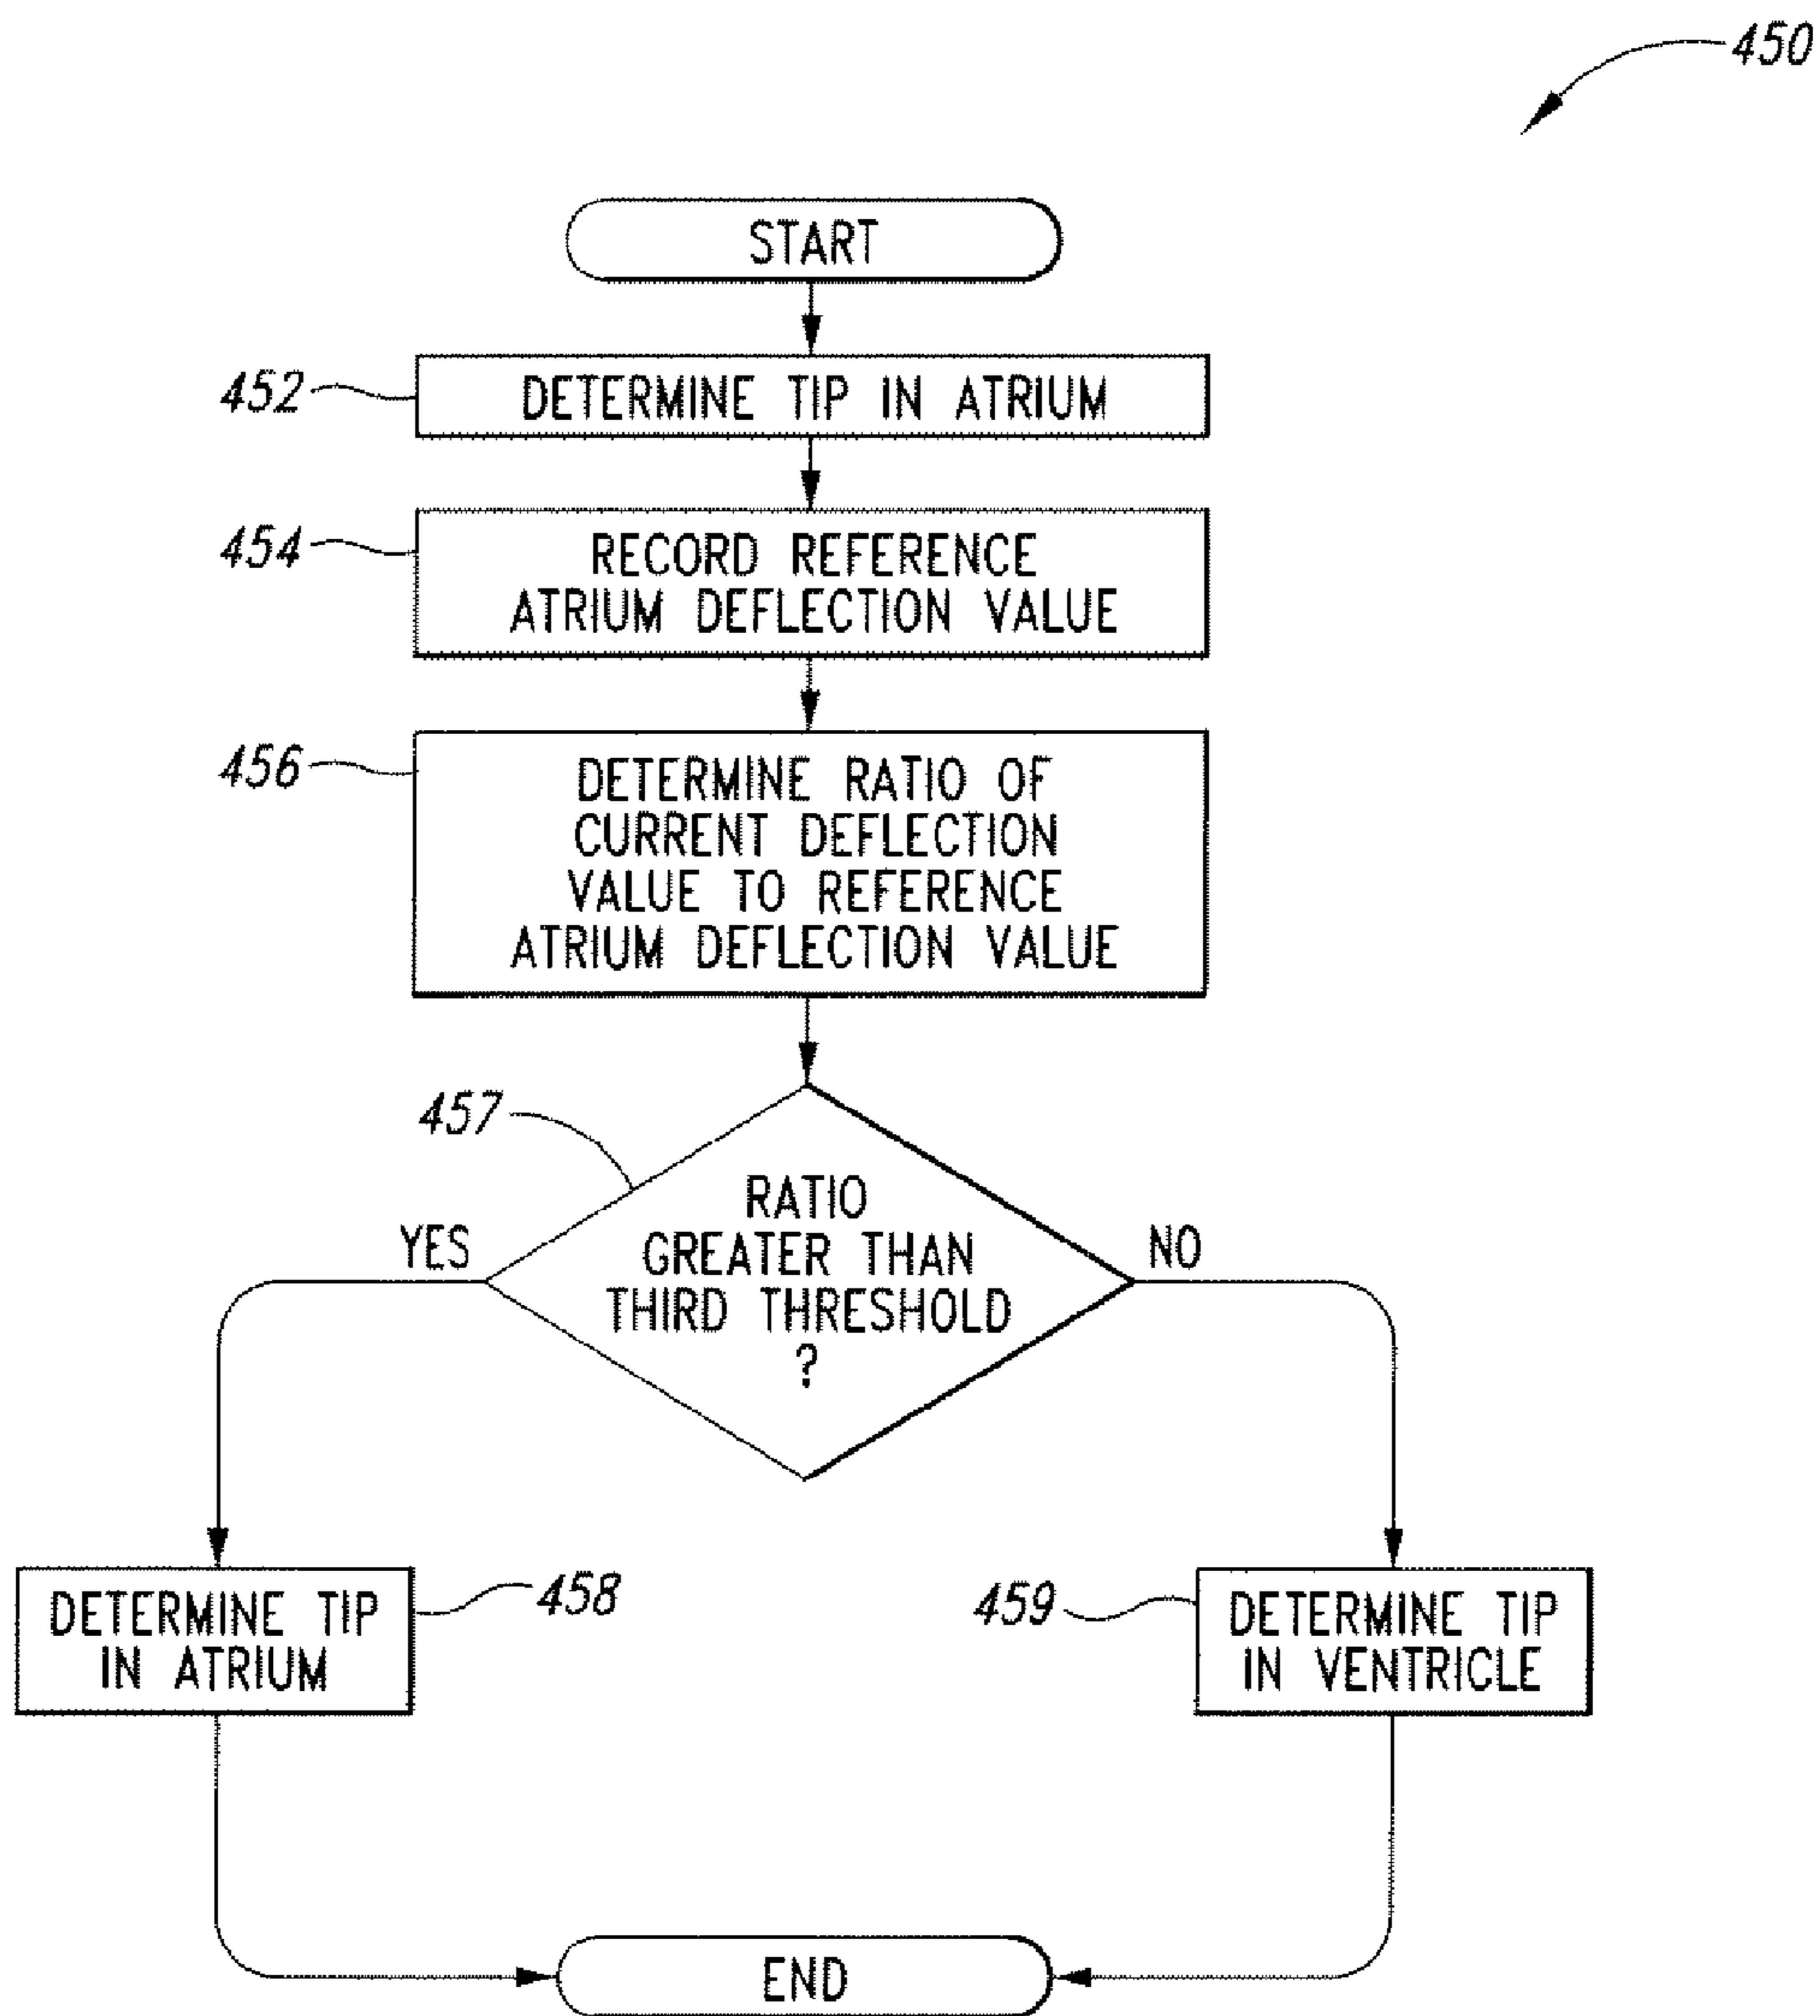 450
START
452
DETERMINE TIP IN ATRIUM
454
RECORD REFERENCE
ATRIUM DEFLECTION VALUE
456
DETERMINE RATIO OF
CURRENT DEFLECTION
VALUE TO REFERENCE
ATRIUM DEFLECTION VALUE
457
RATIO
GREATER THAN
THIRD THRESHOLD
?
YES
NO
DETERMINE TIP
IN ATRIUM
458
459
DETERMINE TIP
IN VENTRICLE
END